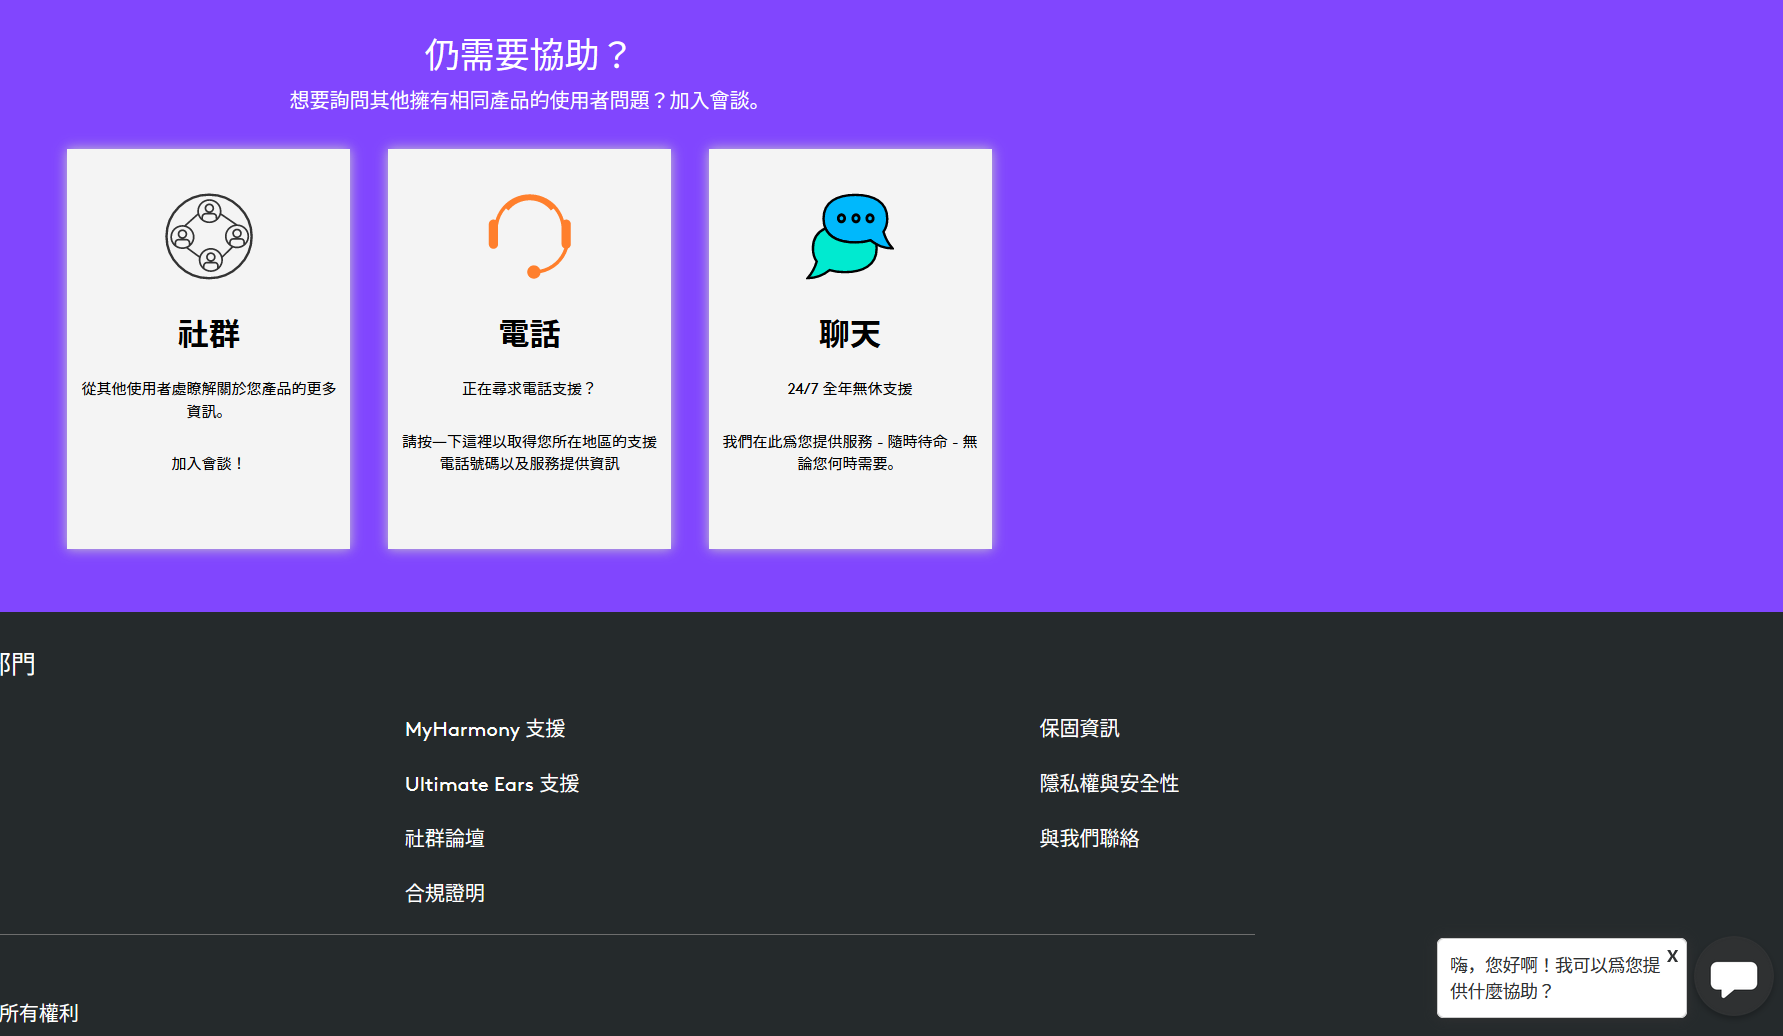 仍需要協助？
想要詢問其他擁有相同產品的使用者問題？加入會談。
社群
從其他使用者處瞭解關於您產品的更多
資訊。
加入會談！
電話
正在尋求電話支援？
請按一下這裡以取得您所在地區的支援
電話號碼以及服務提供資訊
聊天
24/7 全年無休支援
我們在此為您提供服務 - 隨時待命 - 無
論您何時需要。
部門
MyHarmony 支援
Ultimate Ears 支援
社群論壇
合規證明
保固資訊
隱私權與安全性
與我們聯絡
嗨，您好啊！我可以為您提
供什麼協助？
X
所有權利